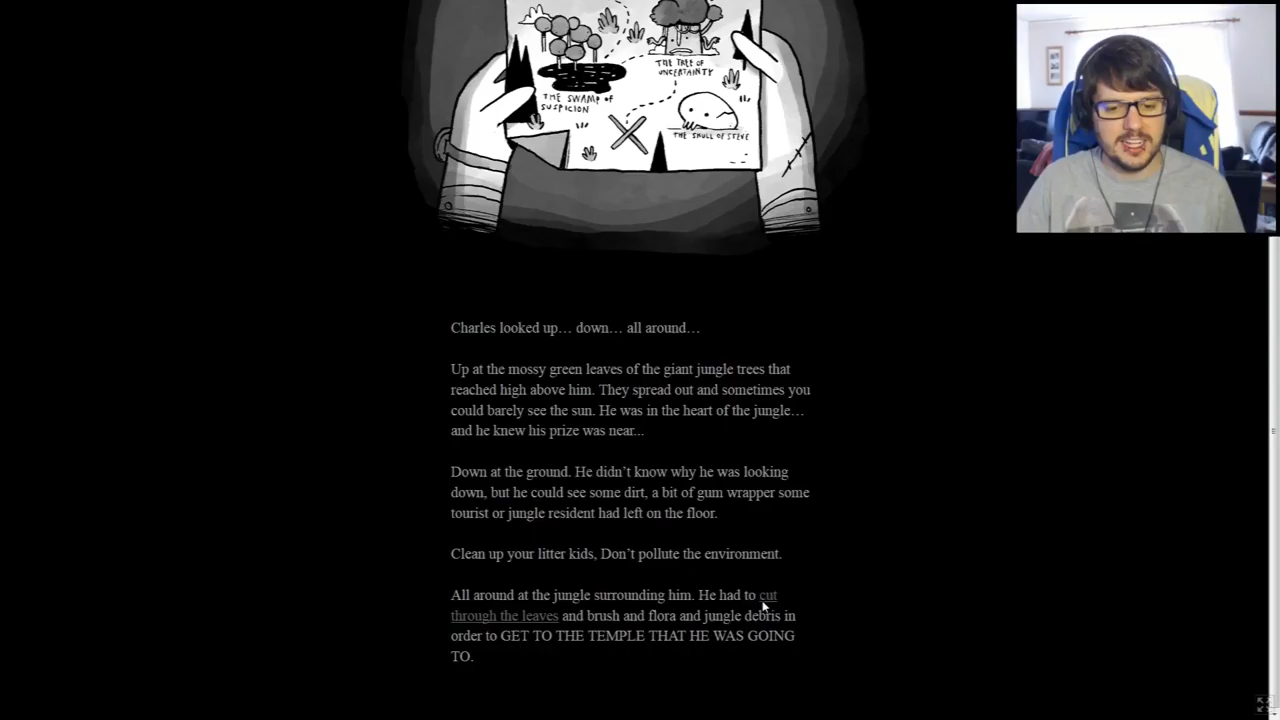 THE TREE OF
UNCERTAINTY
THE SWAMP OF
SUSPICION
THE SKULL OF STEVE
Charles looked up… down… all around…
Up at the mossy green leaves of the giant jungle trees that
reached high above him. They spread out and sometimes you
could barely see the sun. He was in the heart of the jungle…
and he knew his prize was near...
Down at the ground. He didn’t know why he was looking
down, but he could see some dirt, a bit of gum wrapper some
tourist or jungle resident had left on the floor.
Clean up your litter kids, Don’t pollute the environment.
All around at the jungle surrounding him. He had to cut
through the leaves and brush and flora and jungle debris in
order to GET TO THE TEMPLE THAT HE WAS GOING
TO.